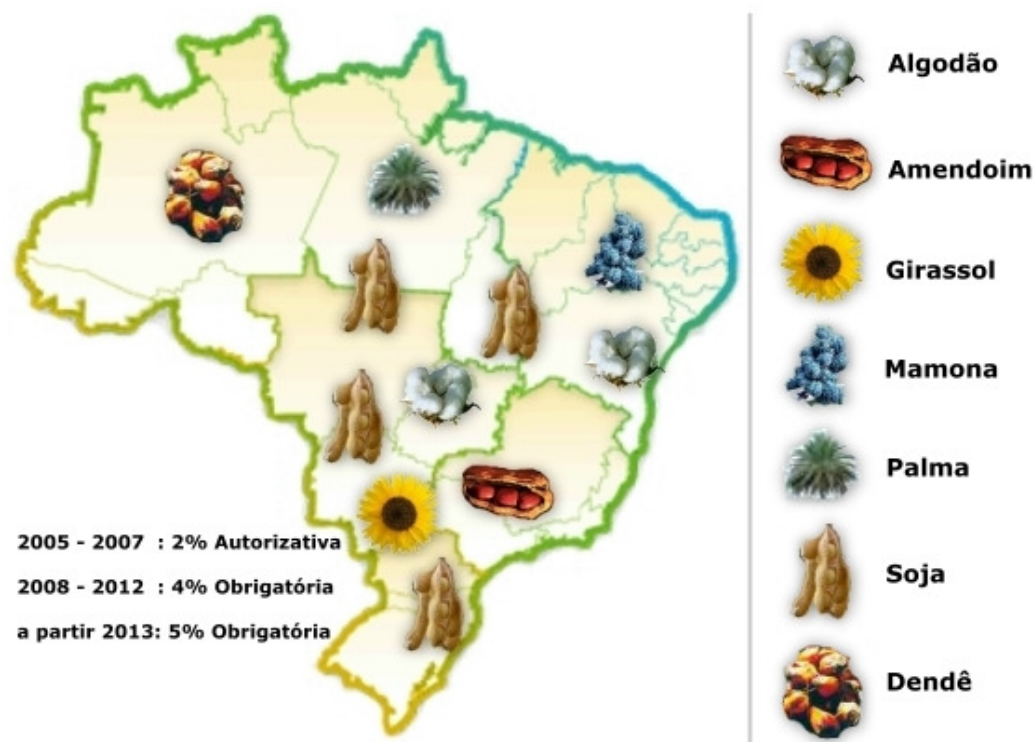 Algodão
Amendoim
Girassol
Mamona
Palma
Soja
Dendê
2005 - 2007 : 2% Autorizativa
2008 - 2012 : 4% Obrigatória
a partir 2013: 5% Obrigatória